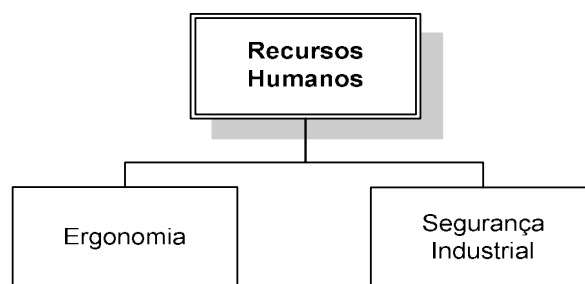 Recursos
Humanos
Ergonomia
Segurança
Industrial